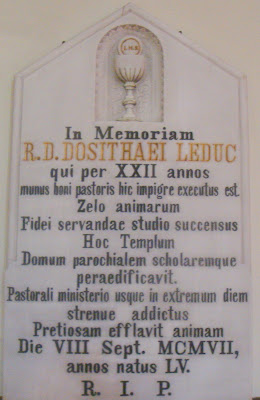 IHS
In Memoriam
R.D. DOSITHAEI LEDUC
qui per XXII annos
munus boni pastoris hic impigre executus est.
Zelo animarum
Fidei servandae studio succensus
Hoc Templum
Domum parochialem scholaremque
peraedificavit.
Pastorali ministerio usque in extremum diem
strenue addictus
Pretiosam efflavit animam
Die VIII Sept. MCMVII,
annos natus LV.
R. I. P.